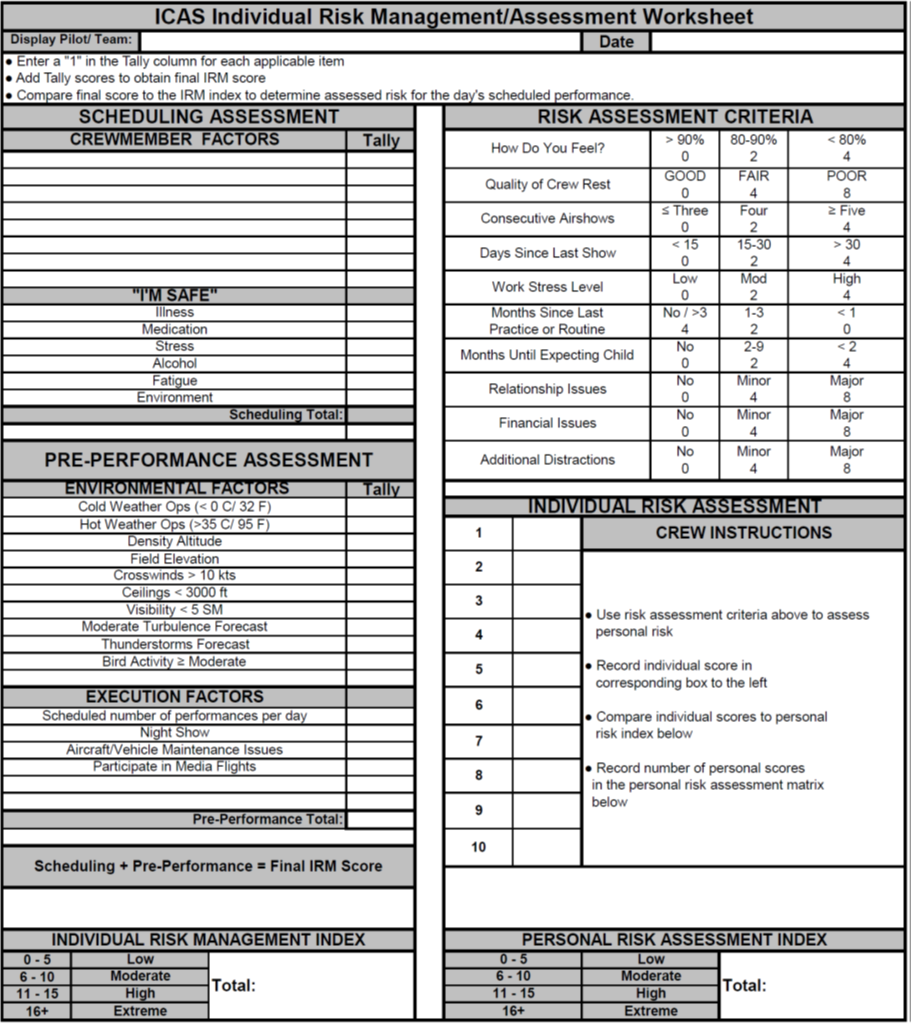 ICAS Individual Risk Management/Assessment Worksheet
Display Pilot/ Team: Date
● Enter a "1" in the Tally column for each applicable item
● Add Tally scores to obtain final IRM score
● Compare final score to the IRM index to determine assessed risk for the day's scheduled performance.
SCHEDULING ASSESSMENT
CREWMEMBER FACTORS Tally
"I'M SAFE"
Illness
Medication
Stress
Alcohol
Fatigue
Environment
Scheduling Total:
PRE-PERFORMANCE ASSESSMENT
ENVIRONMENTAL FACTORS Tally
Cold Weather Ops (< 0 C/ 32 F)
Hot Weather Ops (>35 C/ 95 F)
Density Altitude
Field Elevation
Crosswinds > 10 kts
Ceilings < 3000 ft
Visibility < 5 SM
Moderate Turbulence Forecast
Thunderstorms Forecast
Bird Activity ≥ Moderate
EXECUTION FACTORS
Scheduled number of performances per day
Night Show
Aircraft/Vehicle Maintenance Issues
Participate in Media Flights
Pre-Performance Total:
Scheduling + Pre-Performance = Final IRM Score
INDIVIDUAL RISK MANAGEMENT INDEX
0 - 5 Low
6 - 10 Moderate
11 - 15 High
16+ Extreme
Total:
RISK ASSESSMENT CRITERIA
How Do You Feel?
> 90% 80-90% < 80%
0 2 4
Quality of Crew Rest
GOOD FAIR POOR
0 4 8
Consecutive Airshows
≤ Three Four ≥ Five
0 2 4
Days Since Last Show
< 15 15-30 > 30
0 2 4
Work Stress Level
Low Mod High
0 2 4
Months Since Last No / >3 1-3 < 1
Practice or Routine 4 2 0
Months Until Expecting Child
No 2-9 < 2
0 2 4
Relationship Issues
No Minor Major
0 4 8
Financial Issues
No Minor Major
0 4 8
Additional Distractions
No Minor Major
0 4 8
INDIVIDUAL RISK ASSESSMENT
1
2
3
4
5
6
7
8
9
10
CREW INSTRUCTIONS
● Use risk assessment criteria above to assess
personal risk
● Record individual score in
corresponding box to the left
● Compare individual scores to personal
risk index below
● Record number of personal scores
in the personal risk assessment matrix
below
PERSONAL RISK ASSESSMENT INDEX
0 - 5 Low
6 - 10 Moderate
11 - 15 High
16+ Extreme
Total: